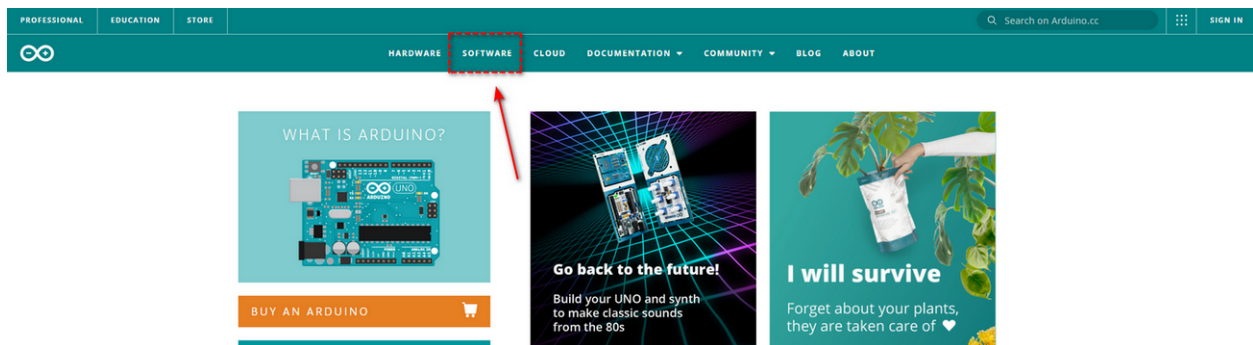 PROFESSIONAL EDUCATION STORE Search on Arduino.cc SIGN IN
HARDWARE SOFTWARE CLOUD DOCUMENTATION COMMUNITY BLOG ABOUT
WHAT IS ARDUINO?
UNO
ARDUINO
BUY AN ARDUINO
Go back to the future!
Build your UNO and synth
to make classic sounds
from the 80s
I will survive
Forget about your plants,
they are taken care of